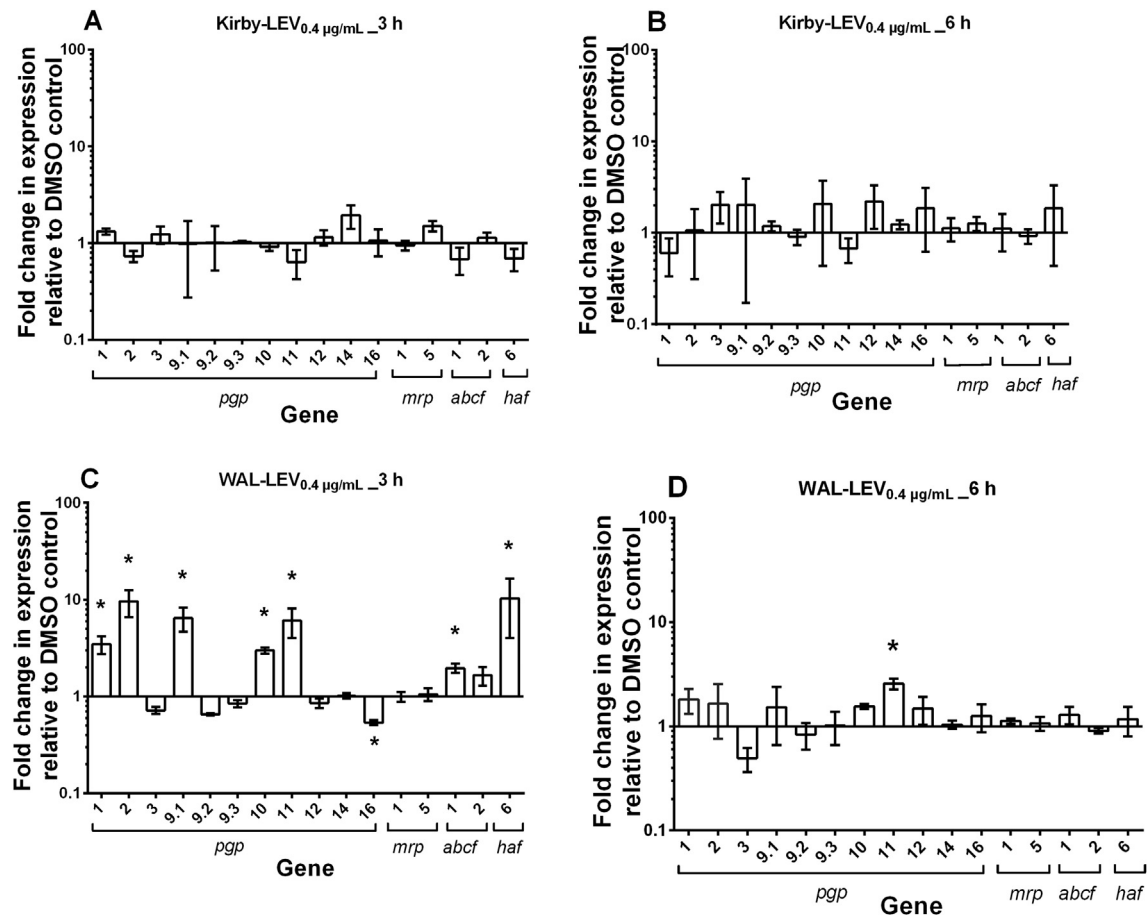 A
Kirby-LEV0.4 µg/mL _3 h
Fold change in expression
relative to DMSO control
100
10
1
0.1
1 2 3 9.1 9.2 9.3 10 11 12 14 16 1 5 1 2 6
pgp mrp abcf haf
Gene
B
Kirby-LEV0.4 µg/mL _6 h
Fold change in expression
relative to DMSO control
100
10
1
0.1
1 2 3 9.1 9.2 9.3 10 11 12 14 16 1 5 1 2 6
pgp mrp abcf haf
Gene
C
WAL-LEV0.4 µg/mL _3 h
Fold change in expression
relative to DMSO control
100
10
1
0.1
* * * * * * * *
1 2 3 9.1 9.2 9.3 10 11 12 14 16 1 5 1 2 6
pgp mrp abcf haf
Gene
D
WAL-LEV0.4 µg/mL _6 h
Fold change in expression
relative to DMSO control
100
10
1
0.1
*
1 2 3 9.1 9.2 9.3 10 11 12 14 16 1 5 1 2 6
pgp mrp abcf haf
Gene